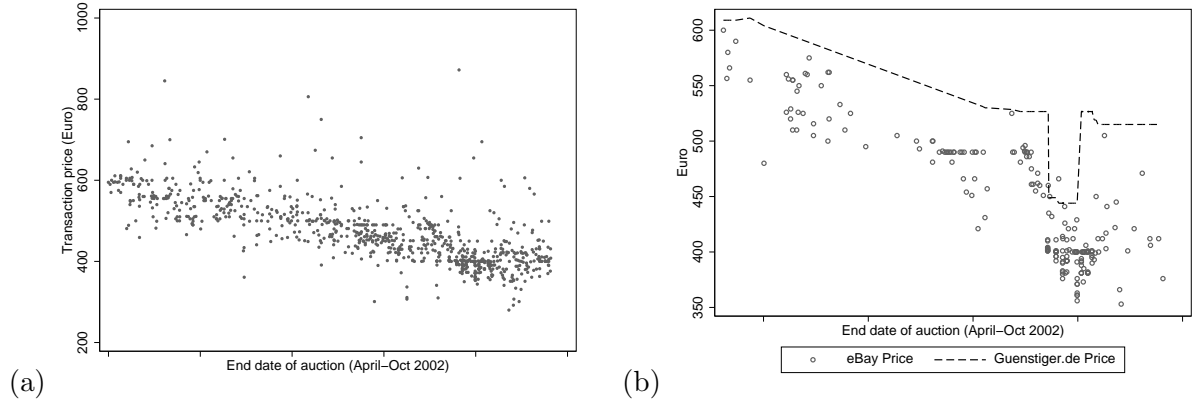 1000
800
600
400
200
Transaction price (Euro)
End date of auction (April–Oct 2002)
(a)
600
550
500
450
400
350
Euro
End date of auction (April–Oct 2002)
eBay Price
Guenstiger.de Price
(b)